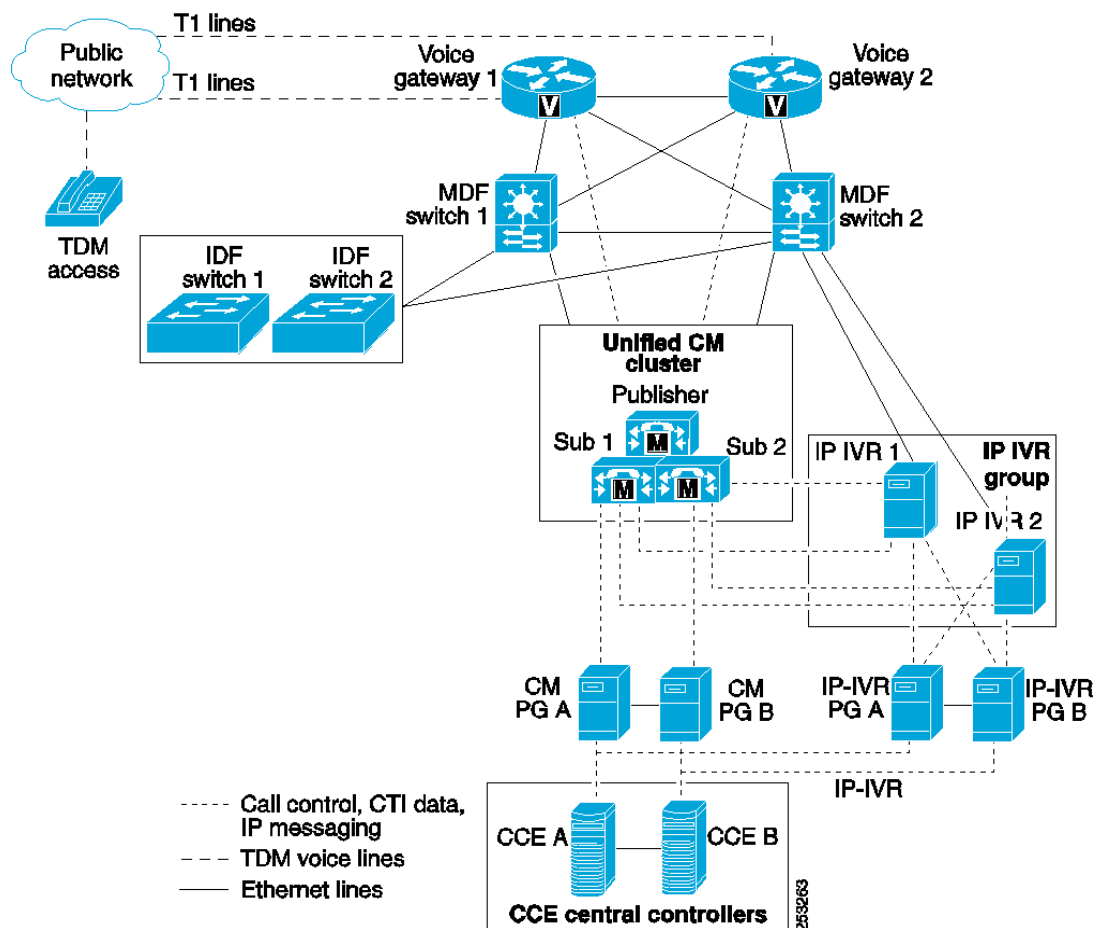 T1 lines
Public
network
T1 lines
Voice
gateway 1
Voice
gateway 2
V
V
TDM
access
MDF
switch 1
MDF
switch 2
IDF
switch 1
IDF
switch 2
Unified CM
cluster
Publisher
Sub 1
Sub 2
M
M
M
IP IVR 1
IP IVR
group
IP IVR 2
CM
PG A
CM
PG B
IP-IVR
PG A
IP-IVR
PG B
IP-IVR
Call control, CTI data,
IP messaging
TDM voice lines
Ethernet lines
CCE A
CCE B
CCE central controllers
253263